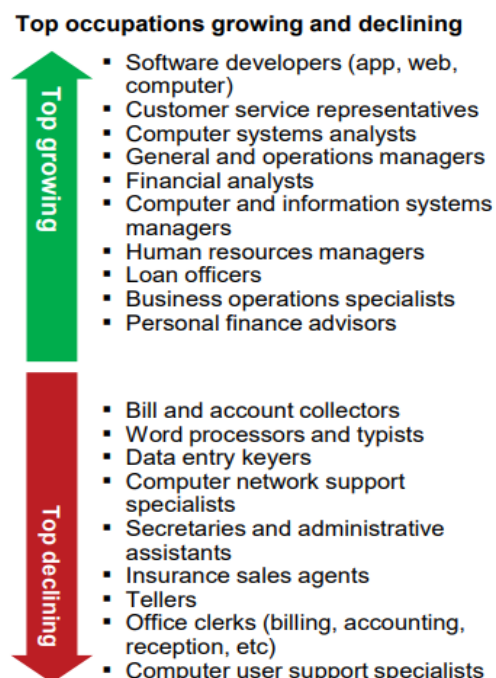 Top occupations growing and declining
Top growing
▪ Software developers (app, web,
computer)
▪ Customer service representatives
▪ Computer systems analysts
▪ General and operations managers
▪ Financial analysts
▪ Computer and information systems
managers
▪ Human resources managers
▪ Loan officers
▪ Business operations specialists
▪ Personal finance advisors
Top declining
▪ Bill and account collectors
▪ Word processors and typists
▪ Data entry keyers
▪ Computer network support
specialists
▪ Secretaries and administrative
assistants
▪ Insurance sales agents
▪ Tellers
▪ Office clerks (billing, accounting,
reception, etc)
▪ Computer user support specialists